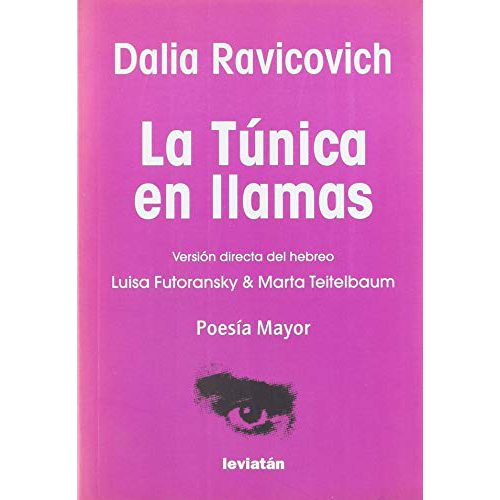 Dalia Ravicovich
La Túnica
en llamas
Versión directa del hebreo
Luisa Futoransky & Marta Teitelbaum
Poesía Mayor
leviatán